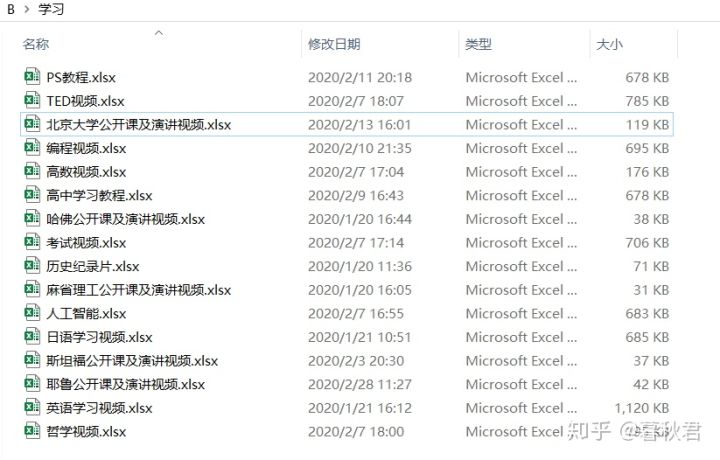 B > 学习
名称 修改日期 类型 大小
PS教程.xlsx 2020/2/11 20:18 Microsoft Excel ... 678 KB
TED视频.xlsx 2020/2/7 18:07 Microsoft Excel ... 785 KB
北京大学公开课及演讲视频.xlsx 2020/2/13 16:01 Microsoft Excel ... 119 KB
编程视频.xlsx 2020/2/10 21:35 Microsoft Excel ... 695 KB
高数视频.xlsx 2020/2/7 17:04 Microsoft Excel ... 176 KB
高中学习教程.xlsx 2020/2/9 16:43 Microsoft Excel ... 678 KB
哈佛公开课及演讲视频.xlsx 2020/1/20 16:44 Microsoft Excel ... 38 KB
考试视频.xlsx 2020/2/7 17:14 Microsoft Excel ... 706 KB
历史纪录片.xlsx 2020/1/20 11:36 Microsoft Excel ... 71 KB
麻省理工公开课及演讲视频.xlsx 2020/1/20 16:05 Microsoft Excel ... 31 KB
人工智能.xlsx 2020/2/7 16:55 Microsoft Excel ... 683 KB
日语学习视频.xlsx 2020/1/21 10:51 Microsoft Excel ... 685 KB
斯坦福公开课及演讲视频.xlsx 2020/2/3 20:30 Microsoft Excel ... 37 KB
耶鲁公开课及演讲视频.xlsx 2020/2/28 11:27 Microsoft Excel ... 42 KB
英语学习视频.xlsx 2020/1/21 16:12 Microsoft Excel ... 1,120 KB
哲学视频.xlsx 2020/2/7 18:00 Microsoft Excel ... KB
知乎 @暮秋君